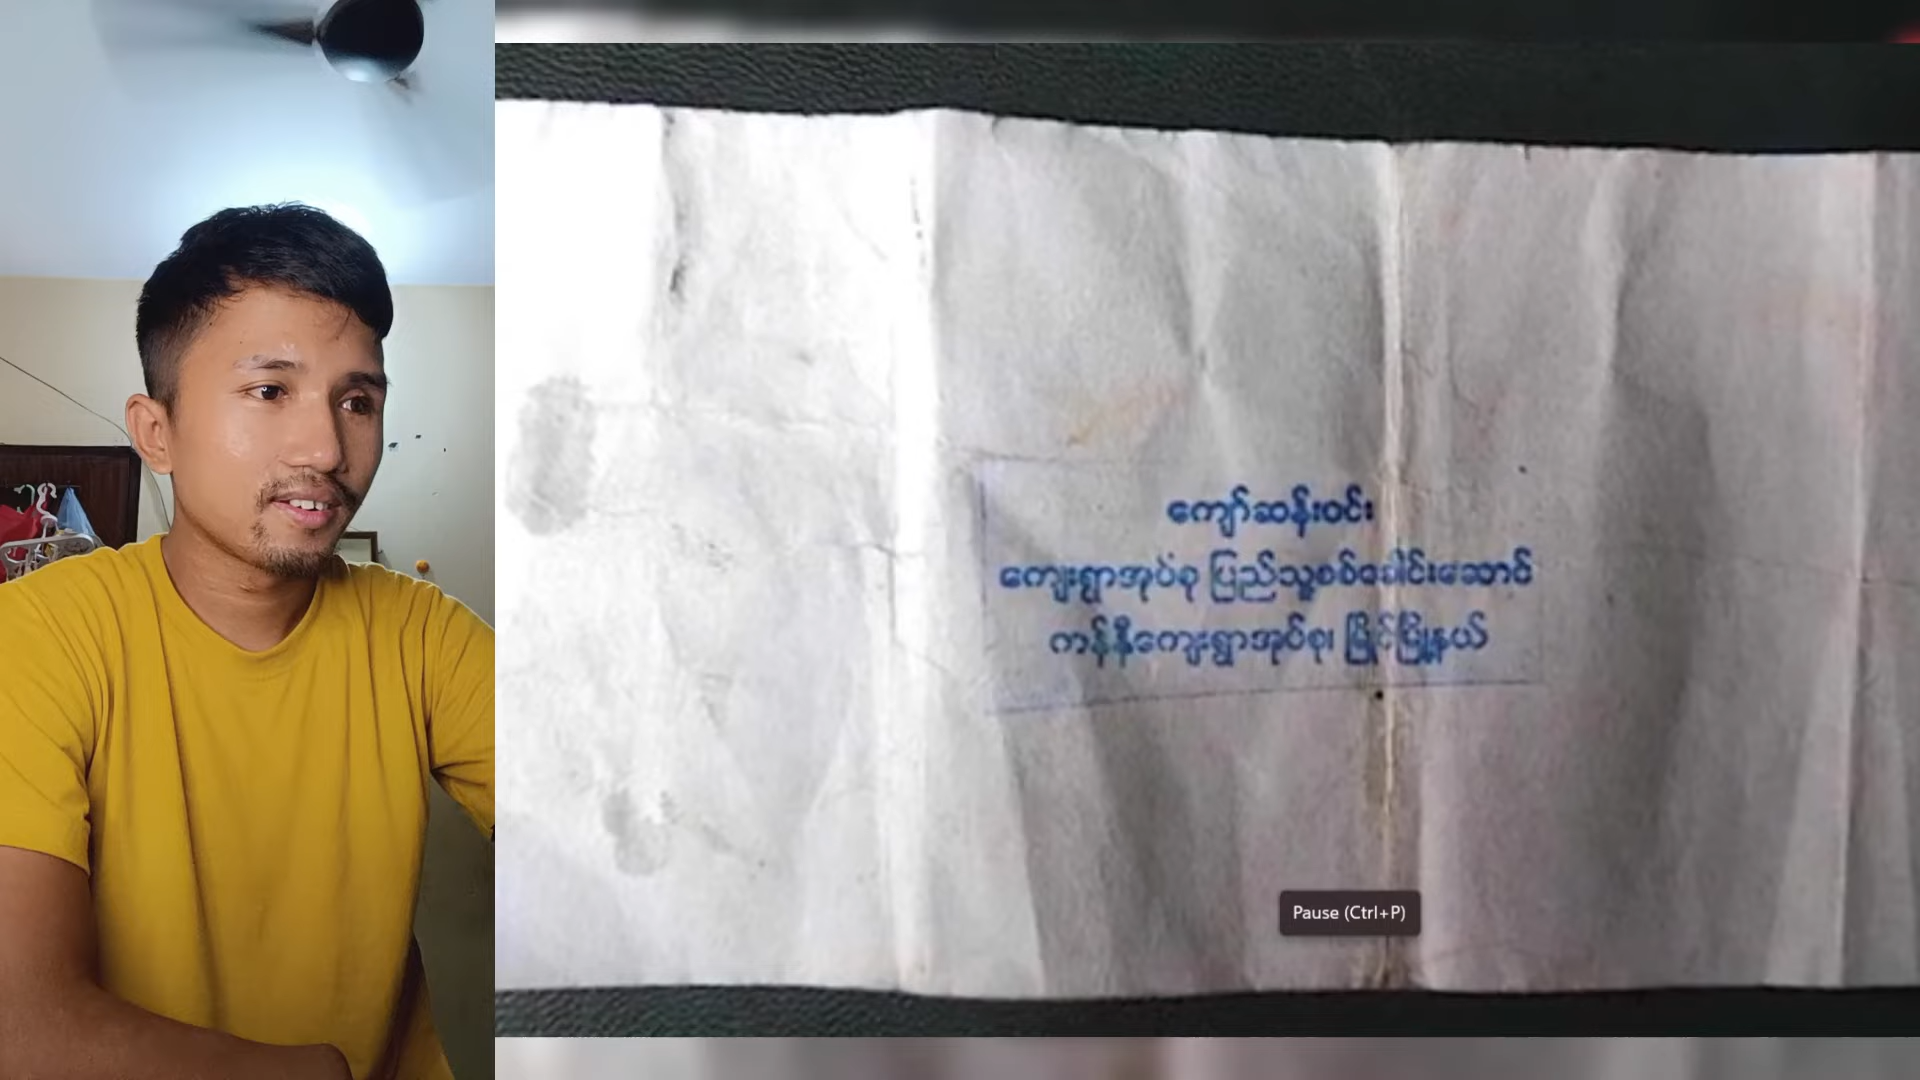 ကျော်ဆန်းဝင်း
ကျေးရွာအုပ်စု ပြည်သူ့စစ်ခေါင်းဆောင်
ကန်နီကျေးရွာအုပ်စု၊ မြိုင်မြို့နယ်
Pause (Ctrl+P)